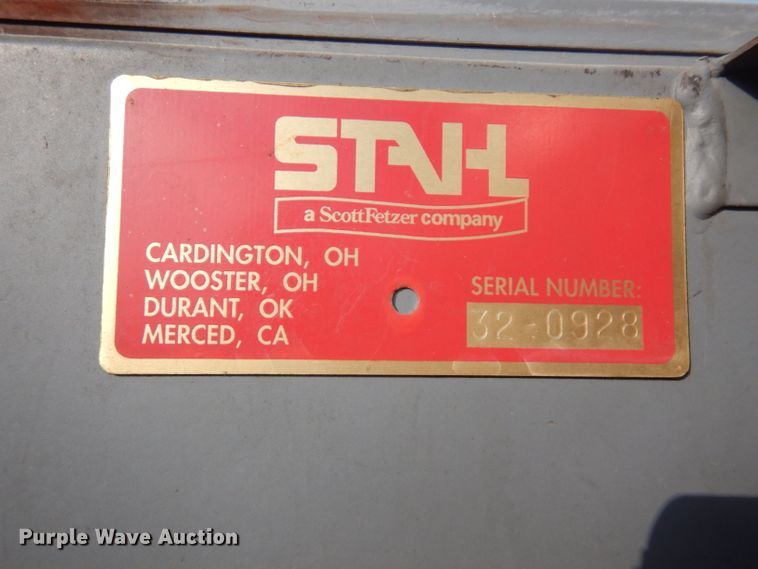 STAHL
a ScottFetzer company
CARDINGTON, OH
WOOSTER, OH
DURANT, OK
MERCED, CA
SERIAL NUMBER:
32-0928
Purple Wave Auction